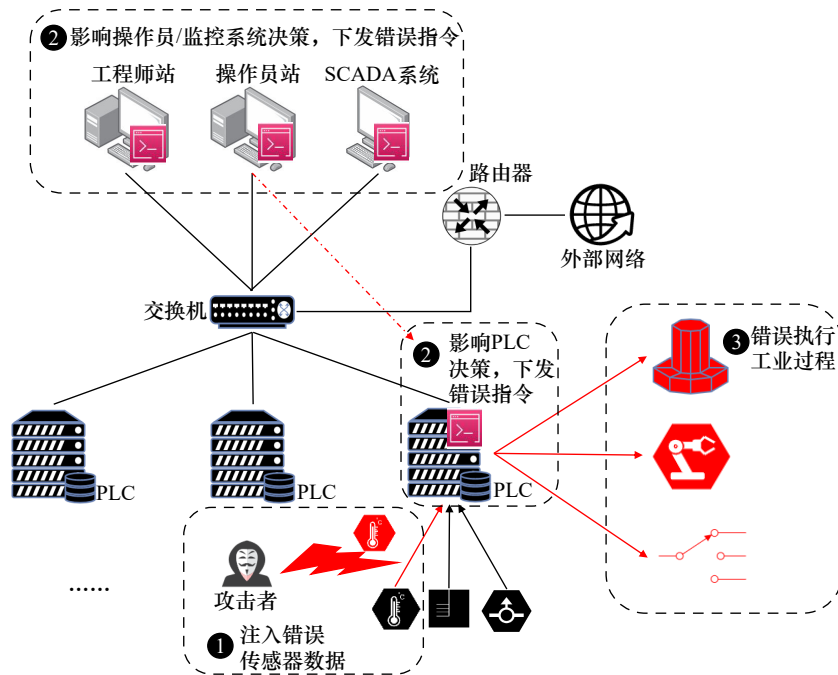 2 影响操作员/监控系统决策，下发错误指令
工程师站
操作员站
SCADA系统
路由器
外部网络
交换机
2 影响PLC
决策，下发
错误指令
3 错误执行
工业过程
PLC
PLC
PLC
°C
攻击者
°C
......
1 注入错误
传感器数据